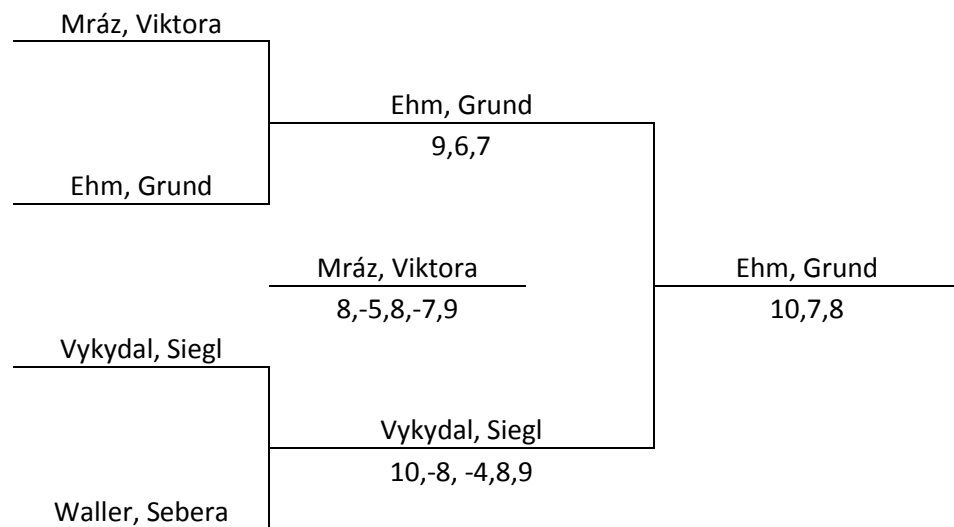 Mráz, Viktora
Ehm, Grund
9,6,7
Ehm, Grund
Mráz, Viktora
8,-5,8,-7,9
Ehm, Grund
10,7,8
Vykydal, Siegl
Vykydal, Siegl
10,-8, -4,8,9
Waller, Sebera